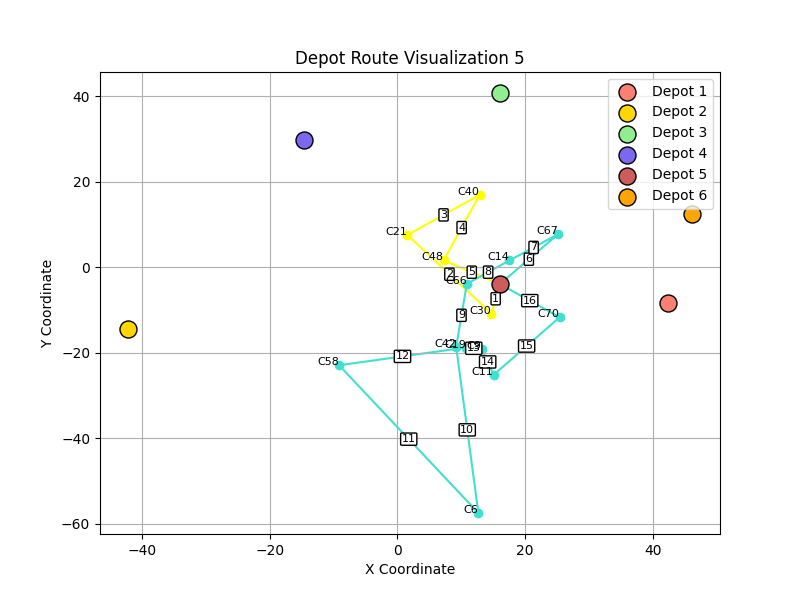 Depot Route Visualization 5
Y Coordinate
40
20
0
−20
−40
−60
−40
−20
0
20
40
X Coordinate
Depot 1
Depot 2
Depot 3
Depot 4
Depot 5
Depot 6
C40
C21
C48
C67
C14
C66
C30
C70
C42
C58
C11
C6
1
2
3
4
5
6
7
8
9
10
11
12
13
14
15
16